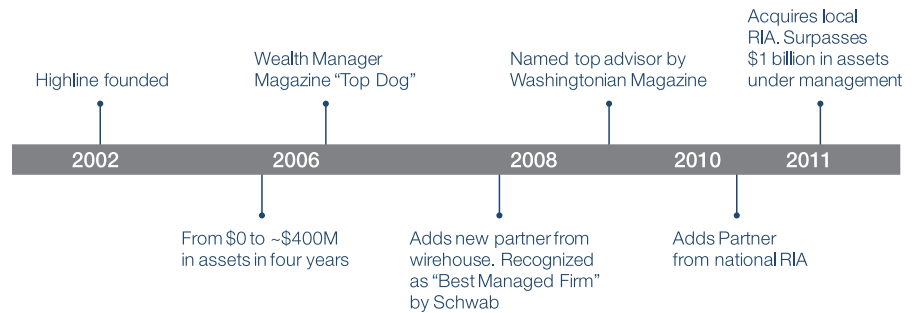 Highline founded
Wealth Manager
Magazine “Top Dog”
Named top advisor by
Washingtonian Magazine
Acquires local
RIA. Surpasses
$1 billion in assets
under management
2002
2006
2008
2010
2011
From $0 to ~$400M
in assets in four years
Adds new partner from
wirehouse. Recognized
as “Best Managed Firm”
by Schwab
Adds Partner
from national RIA